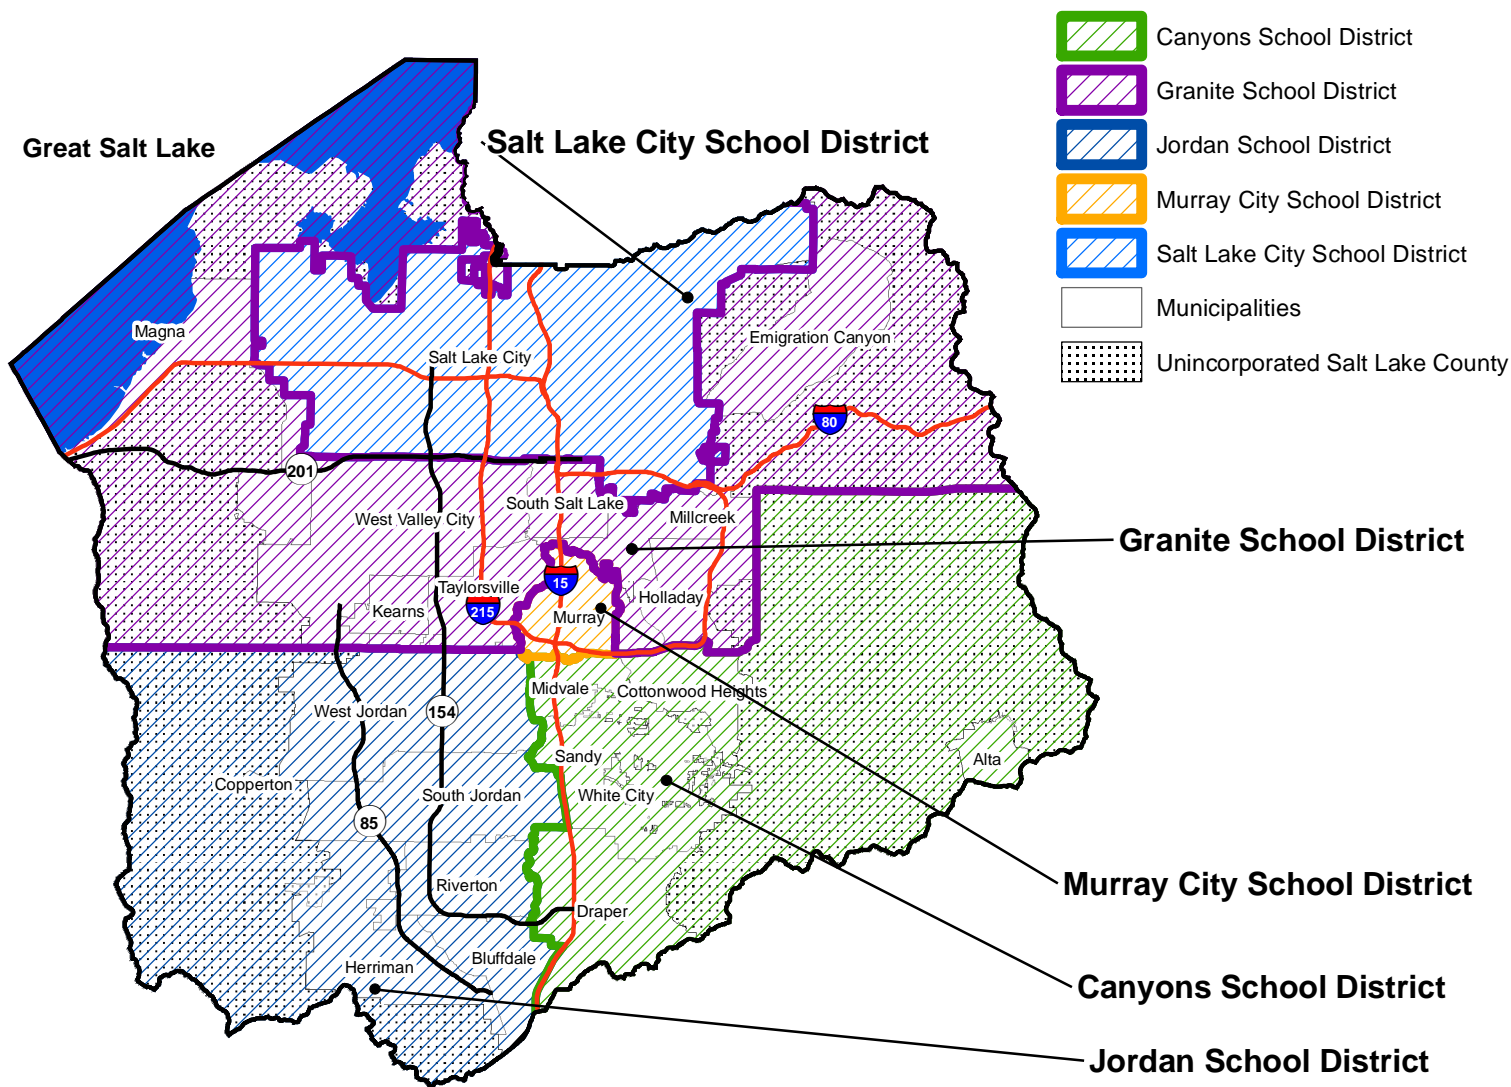 Canyons School District
Granite School District
Jordan School District
Murray City School District
Salt Lake City School District
Municipalities
Unincorporated Salt Lake County
Great Salt Lake
Salt Lake City School District
Magna
Salt Lake City
Emigration Canyon
80
201
South Salt Lake
West Valley City
Millcreek
Granite School District
15
Taylorsville
215
Kearns
Holladay
Murray
Midvale
Cottonwood Heights
West Jordan
154
Sandy
Alta
Copperton
South Jordan
White City
85
Riverton
Murray City School District
Draper
Bluffdale
Herriman
Canyons School District
Jordan School District